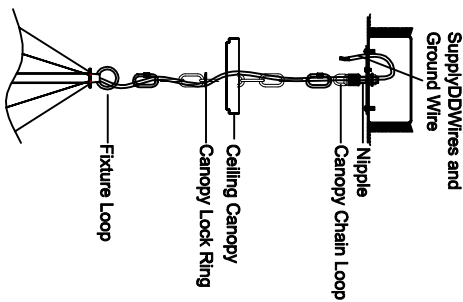 SupplyDDWires and
Ground Wire
Nipple
Canopy Chain Loop
Ceiling Canopy
Canopy Lock Ring
Fixture Loop